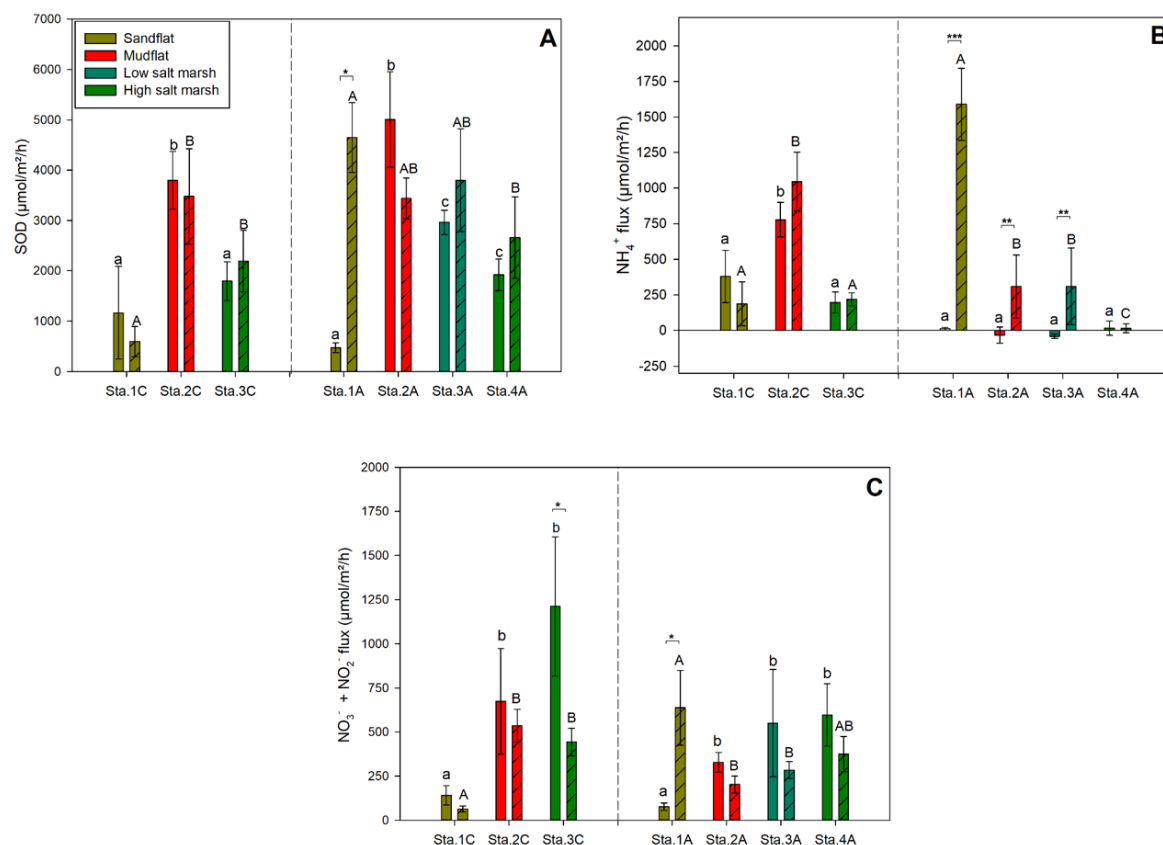 A
SOD (µmol/m²/h)
7000
6000
5000
4000
3000
2000
1000
0
Sandflat
Mudflat
Low salt marsh
High salt marsh
a A b B a B * a A b AB c AB c B
Sta.1C Sta.2C Sta.3C Sta.1A Sta.2A Sta.3A Sta.4A
B
NH₄⁺ flux (µmol/m²/h)
2000
1750
1500
1250
1000
750
500
250
0
-250
a A b B a A *** a A ** a B ** a B a C
Sta.1C Sta.2C Sta.3C Sta.1A Sta.2A Sta.3A Sta.4A
C
NO₃⁻ + NO₂⁻ flux (µmol/m²/h)
2000
1750
1500
1250
1000
750
500
250
0
a A b B * b B * a A b B b B b AB
Sta.1C Sta.2C Sta.3C Sta.1A Sta.2A Sta.3A Sta.4A